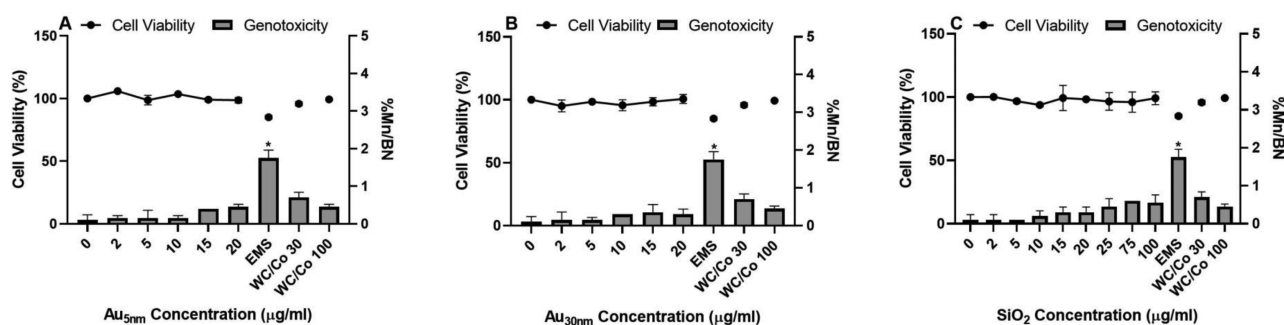 A
Cell Viability
Genotoxicity
150
100
50
0
Cell Viability (%)
5
4
3
2
1
0
%Mn/BN
*
0
2
5
10
15
20
EMS
WC/Co 30
WC/Co 100
Au5nm Concentration (μg/ml)
B
Cell Viability
Genotoxicity
150
100
50
0
Cell Viability (%)
5
4
3
2
1
0
%Mn/BN
*
0
2
5
10
15
20
EMS
WC/Co 30
WC/Co 100
Au30nm Concentration (μg/ml)
C
Cell Viability
Genotoxicity
150
100
50
0
Cell Viability (%)
5
4
3
2
1
0
%Mn/BN
*
0
2
5
10
15
20
25
75
100
EMS
WC/Co 30
WC/Co 100
SiO2 Concentration (μg/ml)